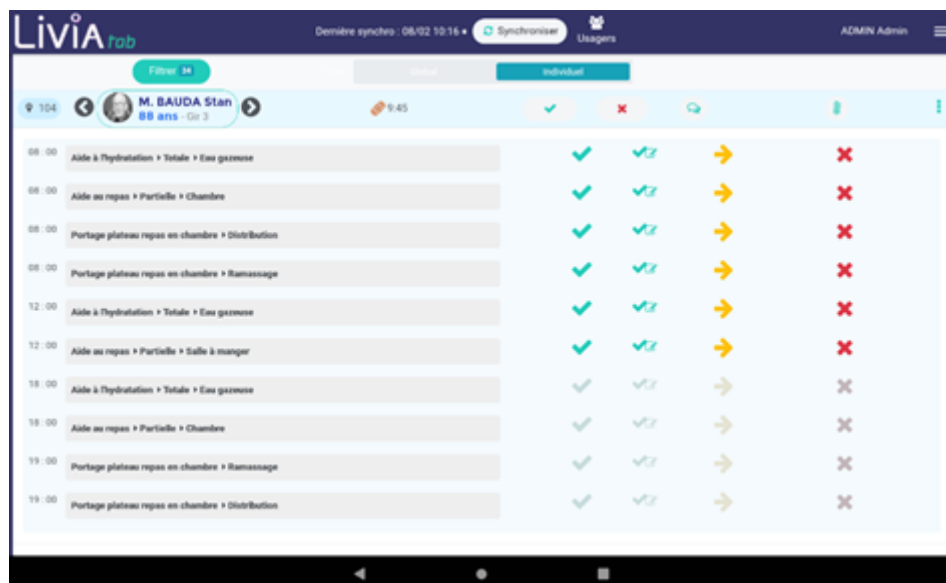 LiViA tab
Dernière synchro : 08/02 10:16 • Synchroniser Usagers ADMIN Admin
Filtrer 34 Individuel
104 M. BAUDA Stan 9:45
88 ans - Gir 3
08 : 00 Aide à l'hydratation Totale Eau gazeuse
08 : 00 Aide au repas Partielle Chambre
08 : 00 Portage plateau repas en chambre Distribution
08 : 00 Portage plateau repas en chambre Ramassage
12 : 00 Aide à l'hydratation Totale Eau gazeuse
12 : 00 Aide au repas Partielle Salle à manger
18 : 00 Aide à l'hydratation Totale Eau gazeuse
18 : 00 Aide au repas Partielle Chambre
19 : 00 Portage plateau repas en chambre Ramassage
19 : 00 Portage plateau repas en chambre Distribution